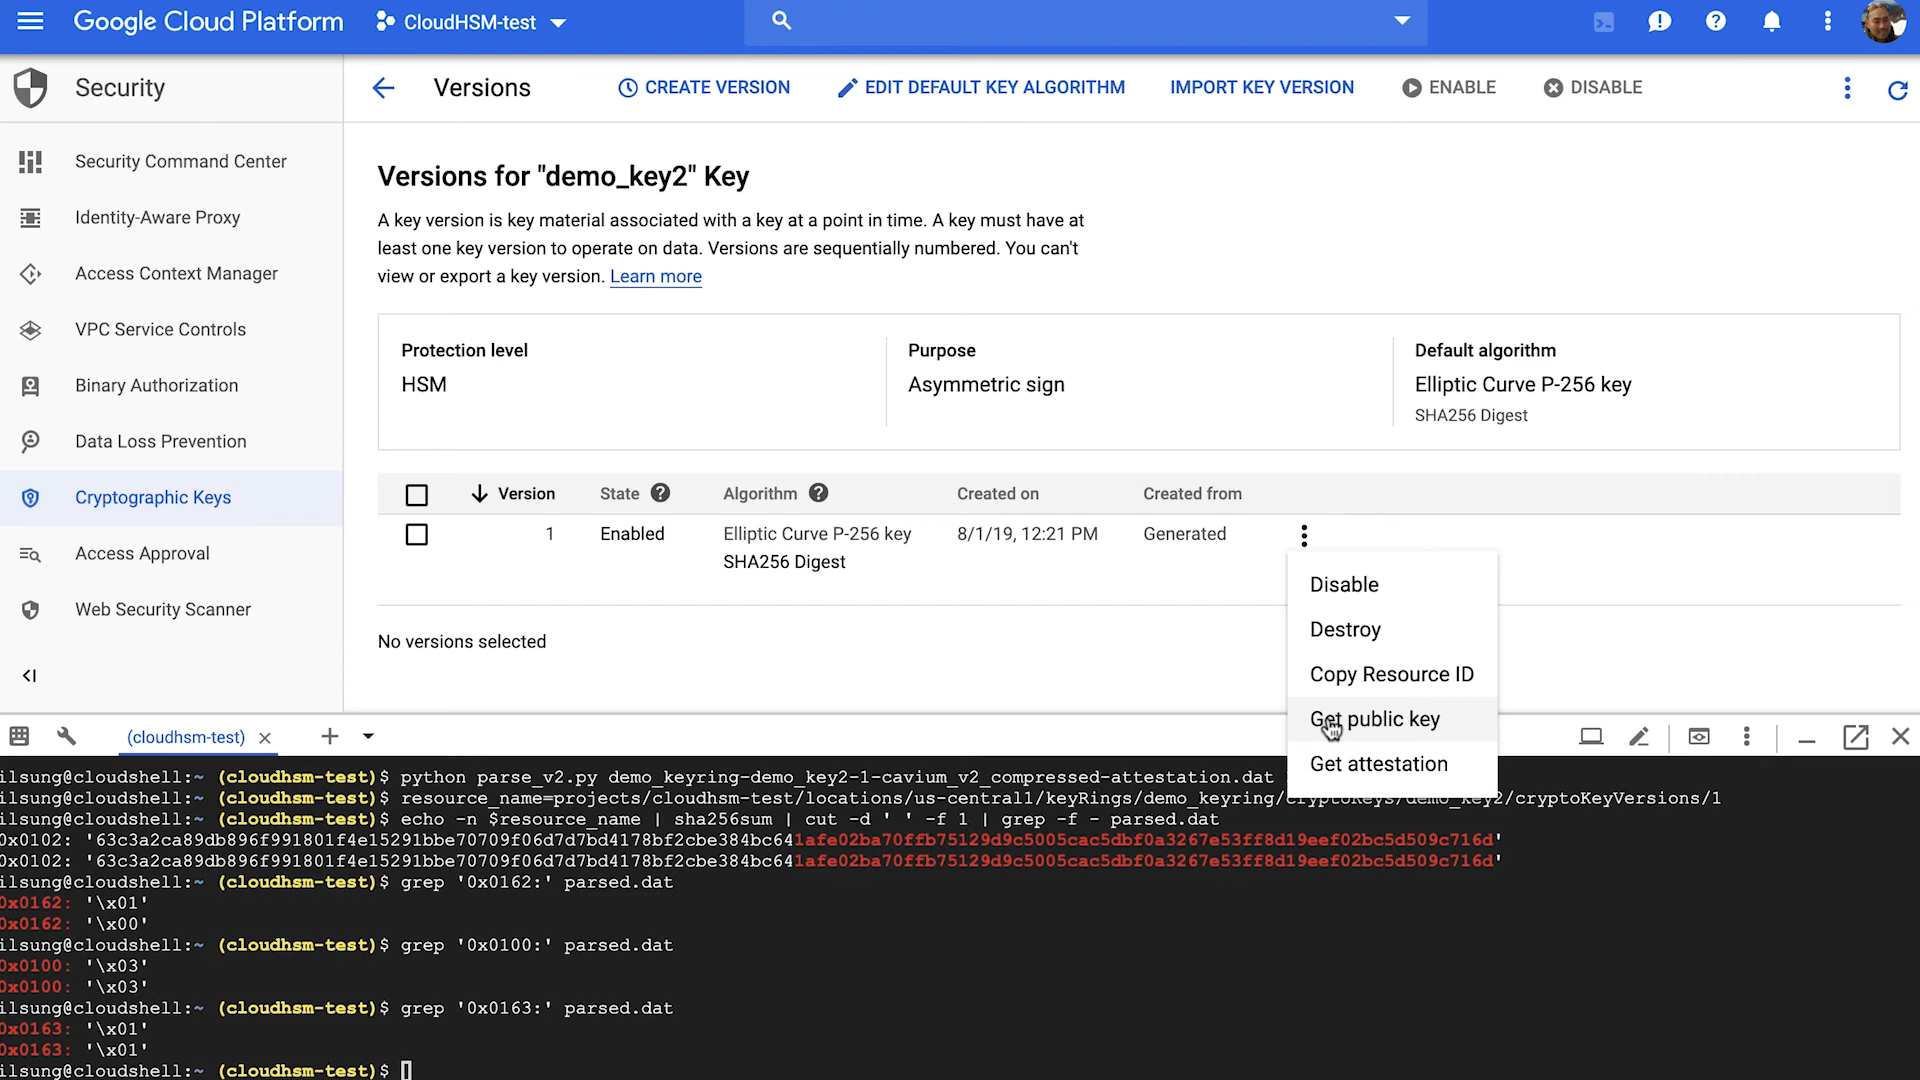 Google Cloud Platform
CloudHSM-test
Security
Versions
CREATE VERSION
EDIT DEFAULT KEY ALGORITHM
IMPORT KEY VERSION
ENABLE
DISABLE
Security Command Center
Identity-Aware Proxy
Access Context Manager
VPC Service Controls
Binary Authorization
Data Loss Prevention
Cryptographic Keys
Access Approval
Web Security Scanner
Versions for "demo_key2" Key
A key version is key material associated with a key at a point in time. A key must have at
least one key version to operate on data. Versions are sequentially numbered. You can't
view or export a key version. Learn more
Protection level
HSM
Purpose
Asymmetric sign
Default algorithm
Elliptic Curve P-256 key
SHA256 Digest
Version State Algorithm Created on Created from
1 Enabled Elliptic Curve P-256 key 8/1/19, 12:21 PM Generated
SHA256 Digest
No versions selected
Disable
Destroy
Copy Resource ID
Get public key
Get attestation
(cloudhsm-test)
ilsung@cloudshell:~ (cloudhsm-test)$ python parse_v2.py demo_keyring-demo_key2-1-cavium_v2_compressed-attestation.dat
ilsung@cloudshell:~ (cloudhsm-test)$ resource_name=projects/cloudhsm-test/locations/us-central1/keyRings/demo_keyring/cryptoKeys/demo_key2/cryptoKeyVersions/1
ilsung@cloudshell:~ (cloudhsm-test)$ echo -n $resource_name | sha256sum | cut -d ' ' -f 1 | grep -f - parsed.dat
0x0102: '63c3a2ca89db896f991801f4e15291bbe70709f06d7d7bd4178bf2cbe384bc641afe02ba70ffb75129d9c5005cac5dbf0a3267e53ff8d19eef02bc5d509c716d'
0x0102: '63c3a2ca89db896f991801f4e15291bbe70709f06d7d7bd4178bf2cbe384bc641afe02ba70ffb75129d9c5005cac5dbf0a3267e53ff8d19eef02bc5d509c716d'
ilsung@cloudshell:~ (cloudhsm-test)$ grep '0x0162:' parsed.dat
0x0162: '\x01'
0x0162: '\x00'
ilsung@cloudshell:~ (cloudhsm-test)$ grep '0x0100:' parsed.dat
0x0100: '\x03'
0x0100: '\x03'
ilsung@cloudshell:~ (cloudhsm-test)$ grep '0x0163:' parsed.dat
0x0163: '\x01'
0x0163: '\x01'
ilsung@cloudshell:~ (cloudhsm-test)$